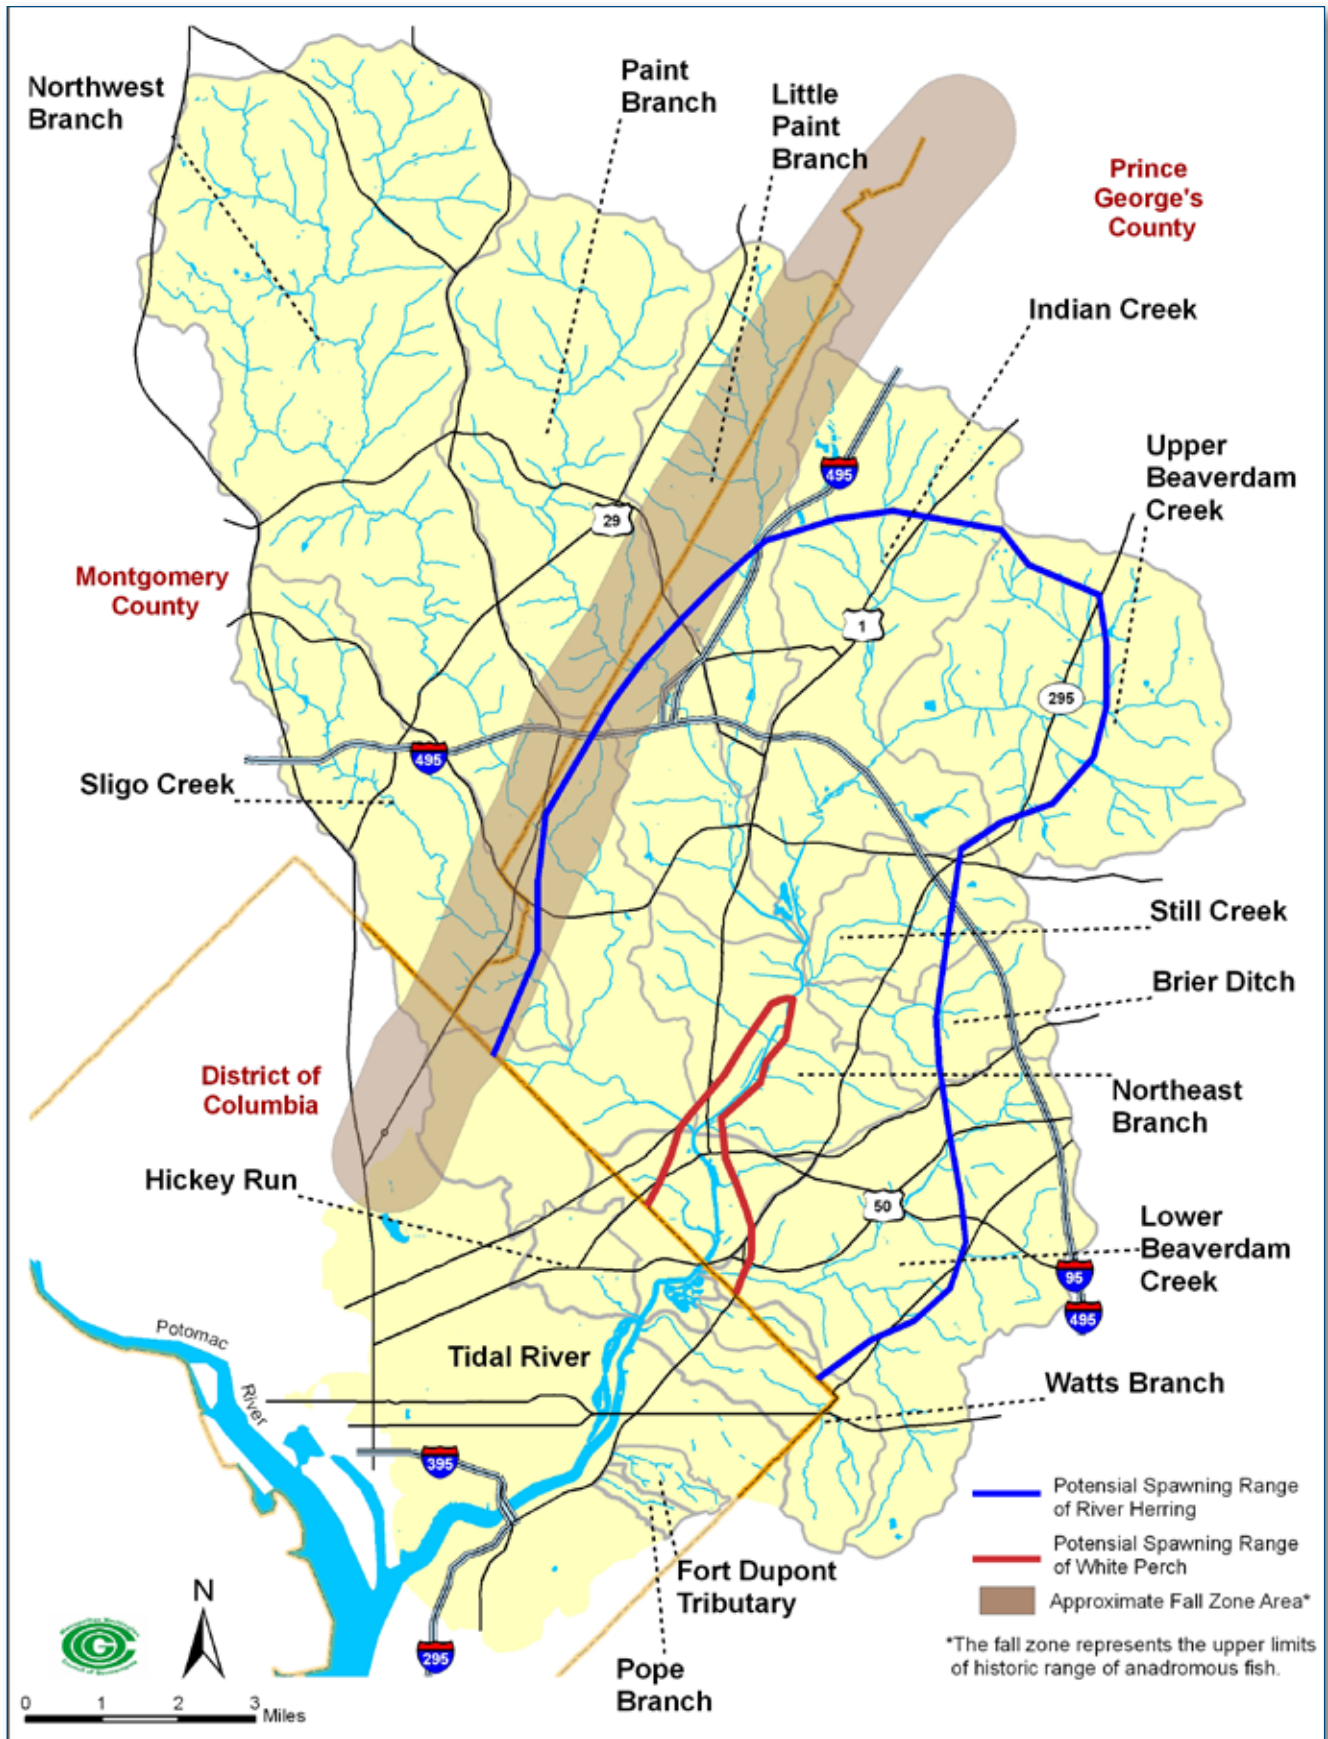 Northwest
Branch
Paint
Branch
Little
Paint
Branch
Prince
George's
County
Indian Creek
Upper
Beaverdam
Creek
495
29
Montgomery
County
1
295
495
Sligo Creek
Still Creek
Brier Ditch
District of
Columbia
Northeast
Branch
Hickey Run
50
Lower
Beaverdam
Creek
95
495
Potomac
River
Tidal River
Watts Branch
395
Potensial Spawning Range
of River Herring
Potensial Spawning Range
of White Perch
Approximate Fall Zone Area*
*The fall zone represents the upper limits
of historic range of anadromous fish.
Fort Dupont
Tributary
Pope
Branch
295
N
0 1 2 3
Miles